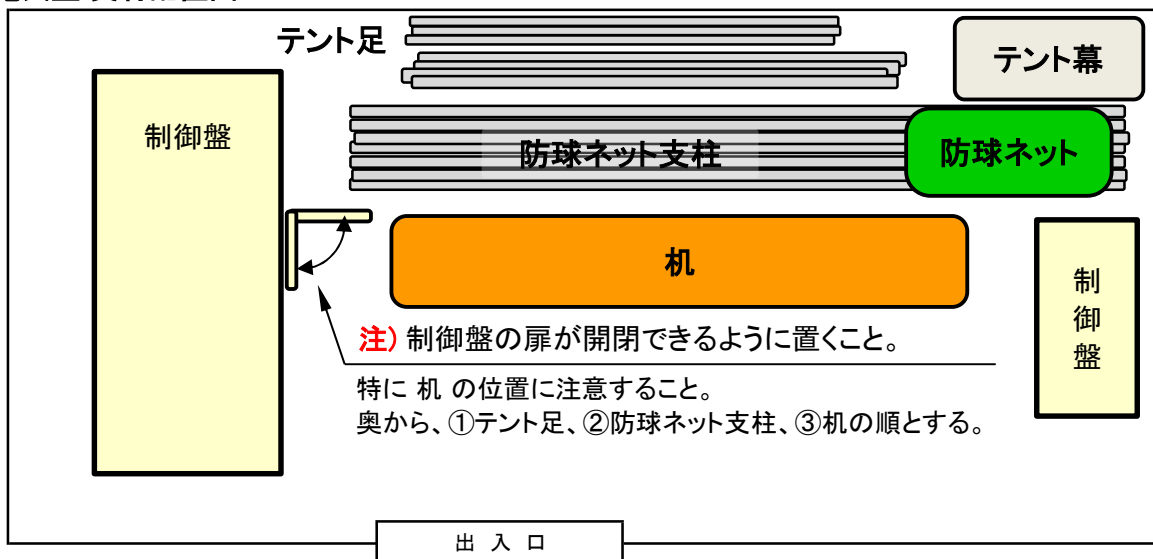 テント足
テント幕
制御盤
防球ネット支柱
防球ネット
机
制御盤
注）制御盤の扉が開閉できるように置くこと。
特に 机 の位置に注意すること。
奥から、①テント足、②防球ネット支柱、③机の順とする。
出 入 口